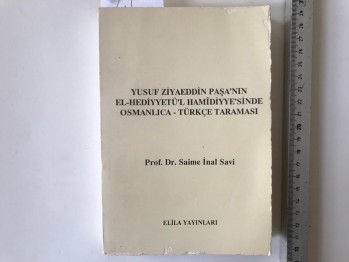 YUSUF ZİYAEDDİN PAŞA'NIN
EL-HEDİYYETÜ'L HAMİDİYYE'SİNDE
OSMANLICA - TÜRKÇE TARAMASI
Prof. Dr. Saime İnal Savi
ELİLA YAYINLARI